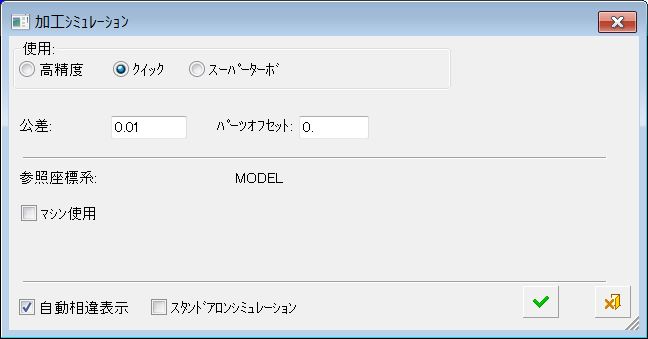 加工ｼﾐｭﾚｰｼｮﾝ
使用:
高精度 ｸｲｯｸ ｽｰﾊﾟｰﾀｰﾎﾞ
公差: 0.01 ﾊﾟｰﾂｵﾌｾｯﾄ: 0.
参照座標系: MODEL
ﾏｼﾝ使用
自動相違表示 ｽﾀﾝﾄﾞｱﾛﾝｼﾐｭﾚｰｼｮﾝ